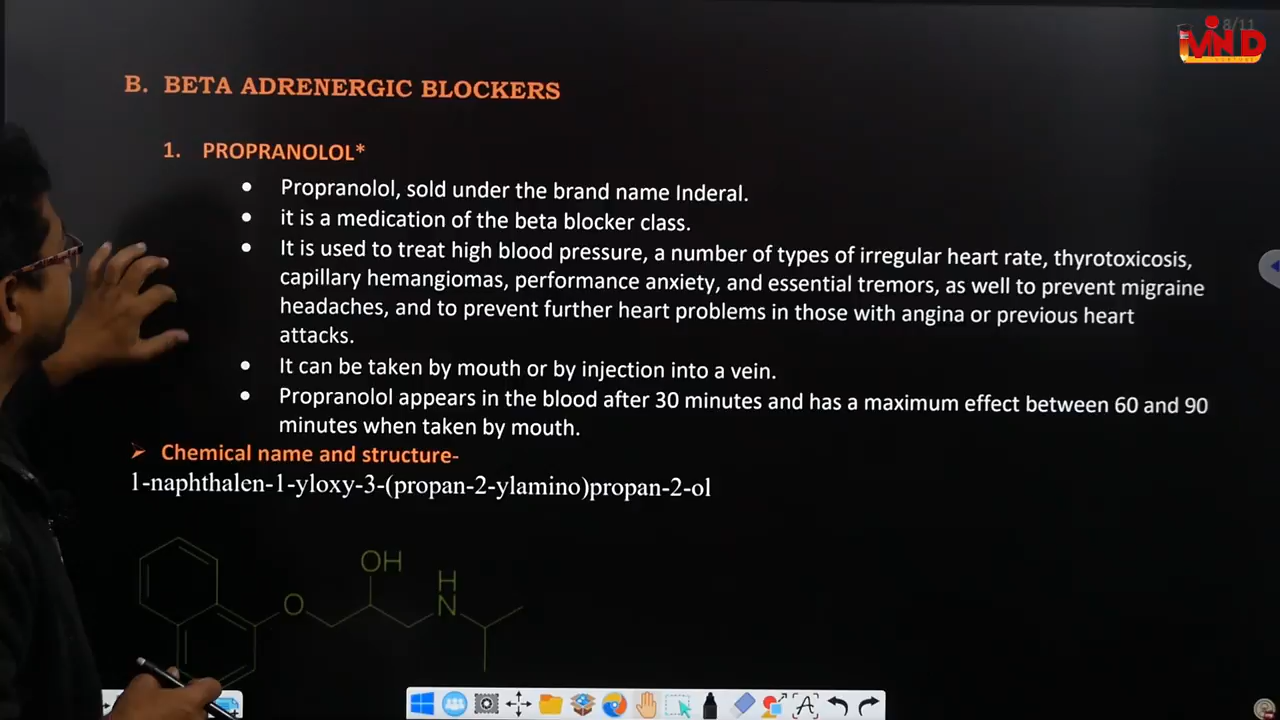 8/11
MIND
B. BETA ADRENERGIC BLOCKERS
1. PROPRANOLOL*
• Propranolol, sold under the brand name Inderal.
• it is a medication of the beta blocker class.
• It is used to treat high blood pressure, a number of types of irregular heart rate, thyrotoxicosis,
capillary hemangiomas, performance anxiety, and essential tremors, as well to prevent migraine
headaches, and to prevent further heart problems in those with angina or previous heart
attacks.
• It can be taken by mouth or by injection into a vein.
• Propranolol appears in the blood after 30 minutes and has a maximum effect between 60 and 90
minutes when taken by mouth.
➢ Chemical name and structure-
1-naphthalen-1-yloxy-3-(propan-2-ylamino)propan-2-ol
OH
H
O
N
A